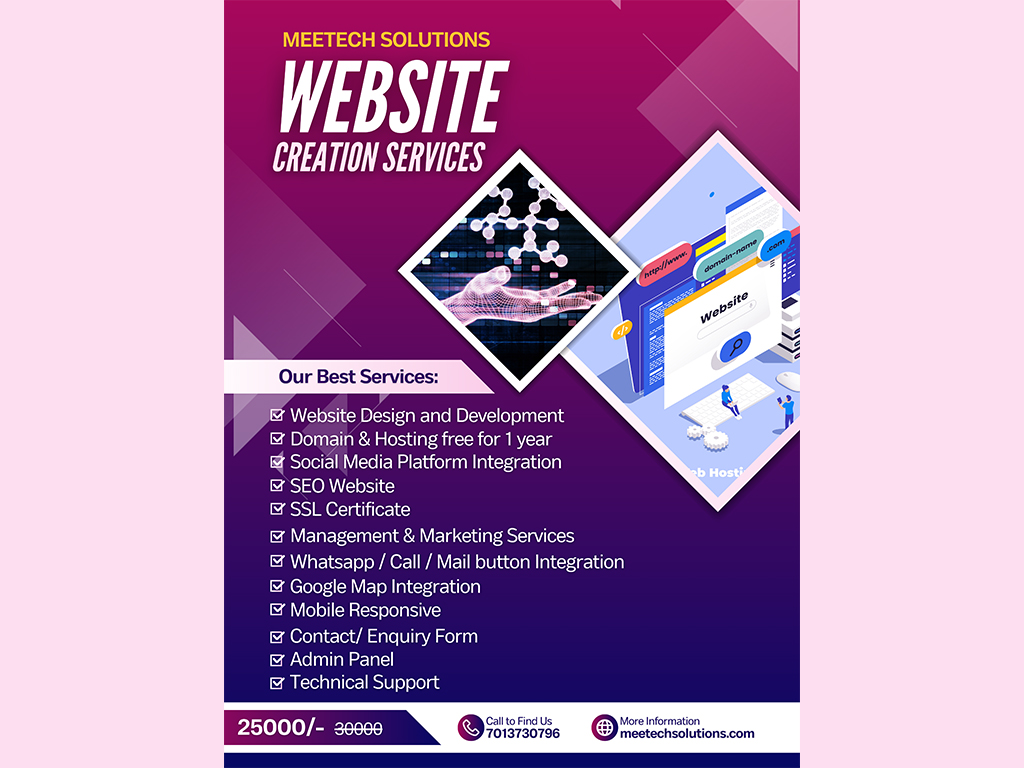 MEETECH SOLUTIONS
WEBSITE
CREATION SERVICES
http://www.
domain-name
.com
Website
Our Best Services:
Website Design and Development
Domain & Hosting free for 1 year
Social Media Platform Integration
SEO Website
SSL Certificate
Management & Marketing Services
Whatsapp / Call / Mail button Integration
Google Map Integration
Mobile Responsive
Contact/ Enquiry Form
Admin Panel
Technical Support
25000/- 30000
Call to Find Us
7013730796
More Information
meetechsolutions.com